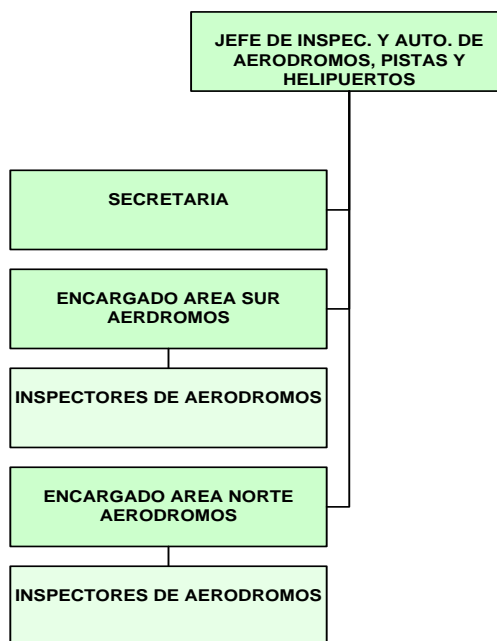 JEFE DE INSPEC. Y AUTO. DE
AERODROMOS, PISTAS Y
HELIPUERTOS
SECRETARIA
ENCARGADO AREA SUR
AERDROMOS
INSPECTORES DE AERODROMOS
ENCARGADO AREA NORTE
AERODROMOS
INSPECTORES DE AERODROMOS